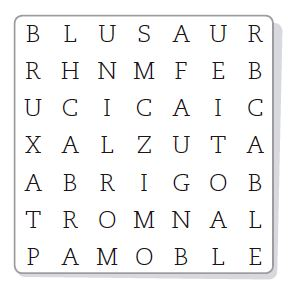 B L U S A U R
R H N M F E B
U C I C A I C
X A L Z U T A
A B R I G O B
T R O M N A L
P A M O B L E